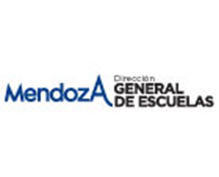 MendozA
Dirección
GENERAL
DE ESCUELAS